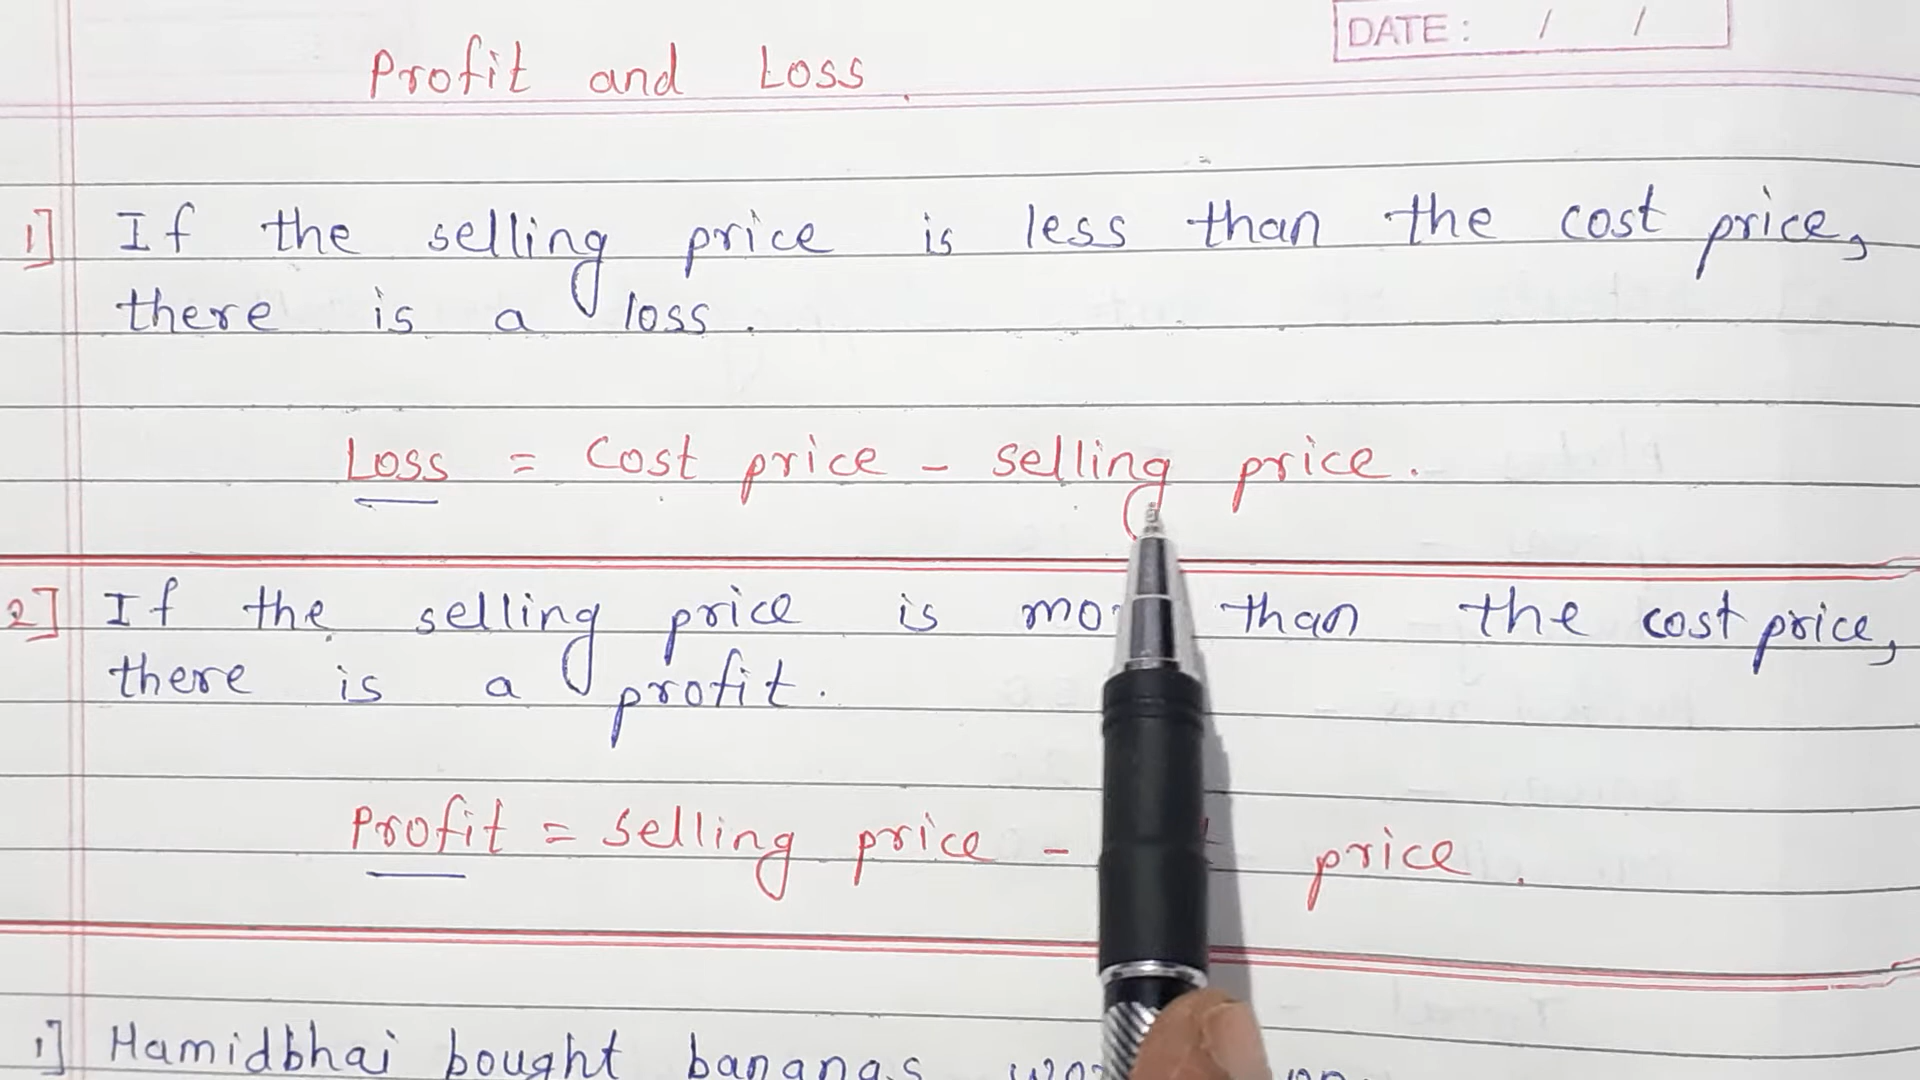 DATE: / /
Profit and Loss.
1] If the selling price is less than the cost price,
there is a loss.
Loss = Cost price - selling price.
2] If the selling price is than the cost price,
there is a profit.
Profit = selling price - price.
1] Hamidbhai bought bananas